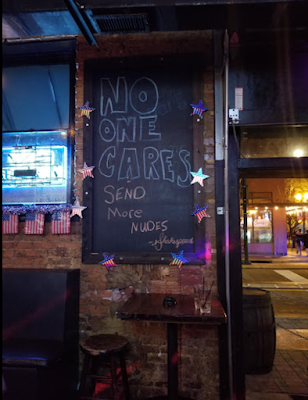 NO
ONE
CARES
SEND
MORE
NUDES